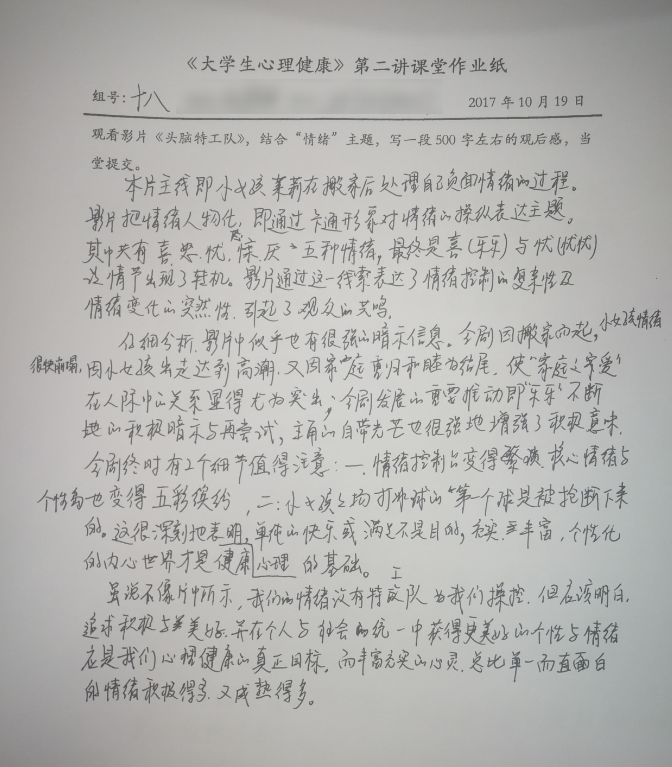 《大学生心理健康》第二讲课堂作业纸
组号：十八
2017 年 10 月 19 日
观看影片《头脑特工队》，结合“情绪”主题，写一段 500 字左右的观后感，当
堂提交。
本片主线即小女孩茉莉在搬家后处理自己负面情绪的过程。
影片把情绪人物化，即通过卡通形象对情绪的操纵表达主题。
其中共有喜、怒、忧、惊、厌五种情绪，最终是喜(乐乐)与忧(忧忧)
让情节出现了转机。影片通过这一线索表达了情绪控制的复杂性及
情绪变化的突然性，引起了观众的共鸣。
仔细分析，影片中似乎也有很强的暗示信息。全剧因搬家而起，小女孩情绪
很快崩塌，因小女孩出走达到高潮，又因家庭重归和睦为结尾，使“家庭之宠爱”
在人际中的关系显得尤为突出；全剧发展的重要推动即“乐乐”不断
地的积极暗示与再尝试，主角的自带光芒也很强地增强了积极意味。
全剧终时有2个细节值得注意：一、情绪控制台变得繁琐，核心情绪与
个性岛也变得五彩缤纷，二：小女孩上场打冰球的“第一个球是被抢断下来
的。这很深刻地表明，单纯的快乐或满足不是目的，充实、丰富，个性化
的内心世界才是健康心理的基础。
虽说不像片中所示，我们的情绪没有特工队为我们操控，但应该明白，
追求积极与美好，并在个人与社会的统一中获得更美好的个性与情绪
应是我们心理健康的真正目标，而丰富充实的心灵，总比单一而直面白
的情绪积极得多，又成熟得多。